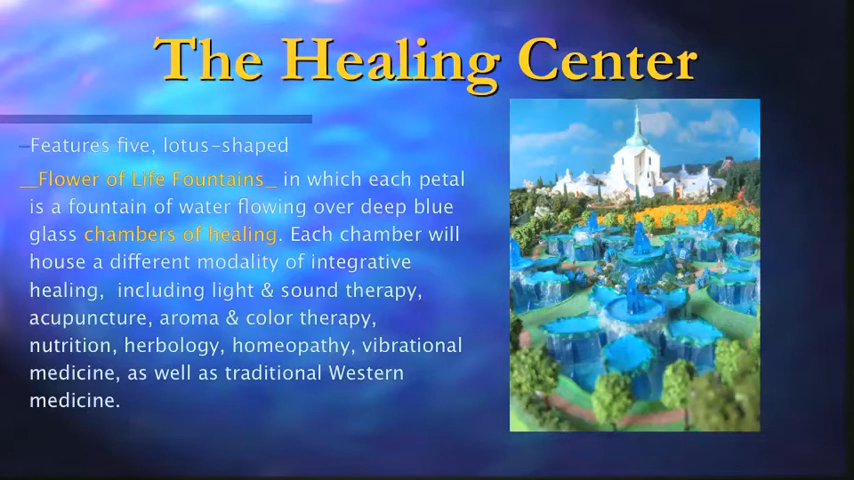 The Healing Center
–Features five, lotus-shaped
_Flower of Life Fountains_ in which each petal
is a fountain of water flowing over deep blue
glass chambers of healing. Each chamber will
house a different modality of integrative
healing,  including light & sound therapy,
acupuncture, aroma & color therapy,
nutrition, herbology, homeopathy, vibrational
medicine, as well as traditional Western
medicine.